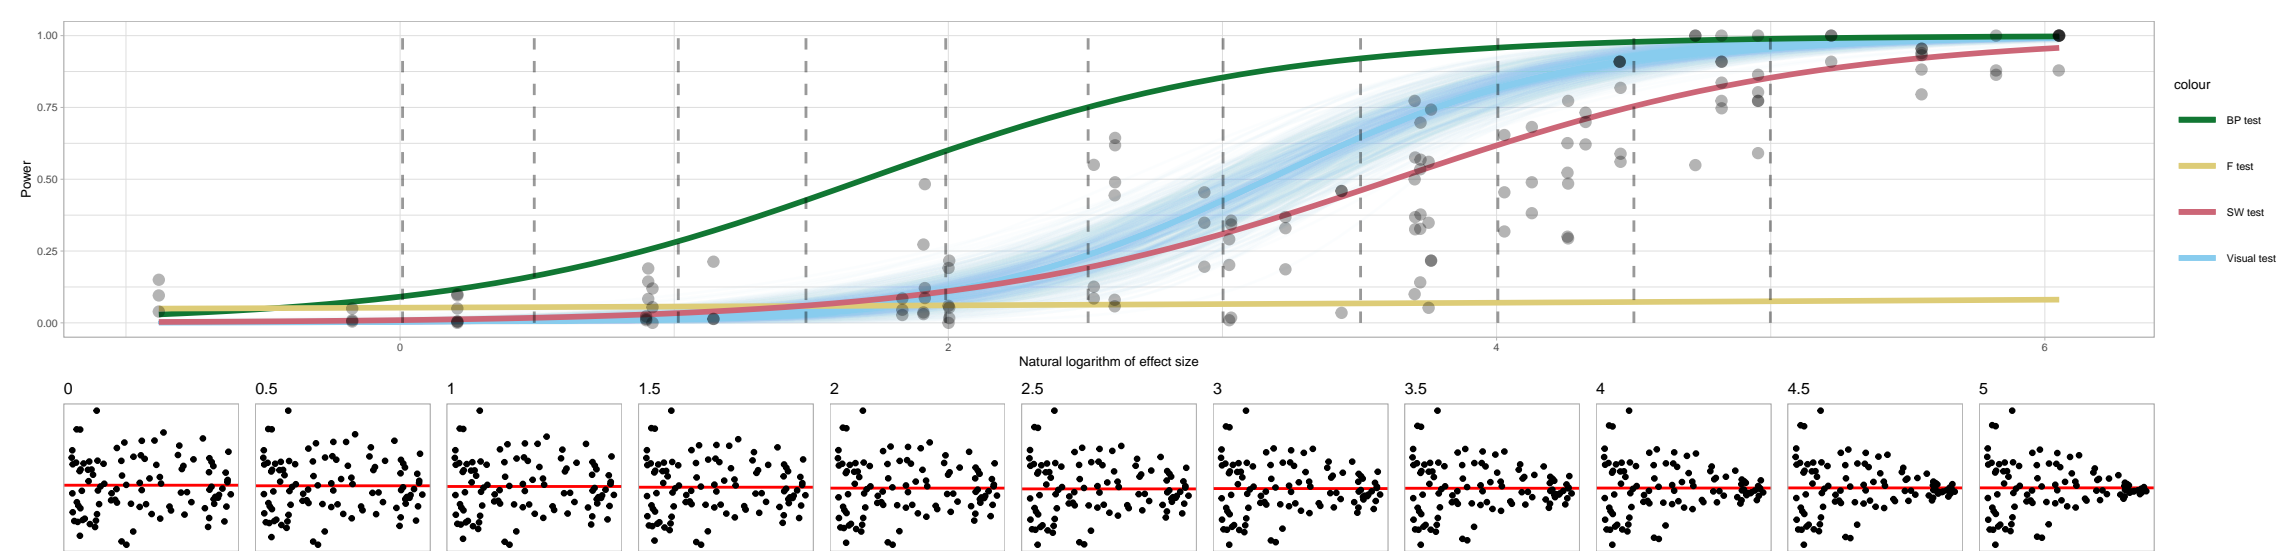 1.00
0.75
0.50
0.25
0.00
Power
0 2 4 6
Natural logarithm of effect size
colour
BP test
F test
SW test
Visual test
0 0.5 1 1.5 2 2.5 3 3.5 4 4.5 5